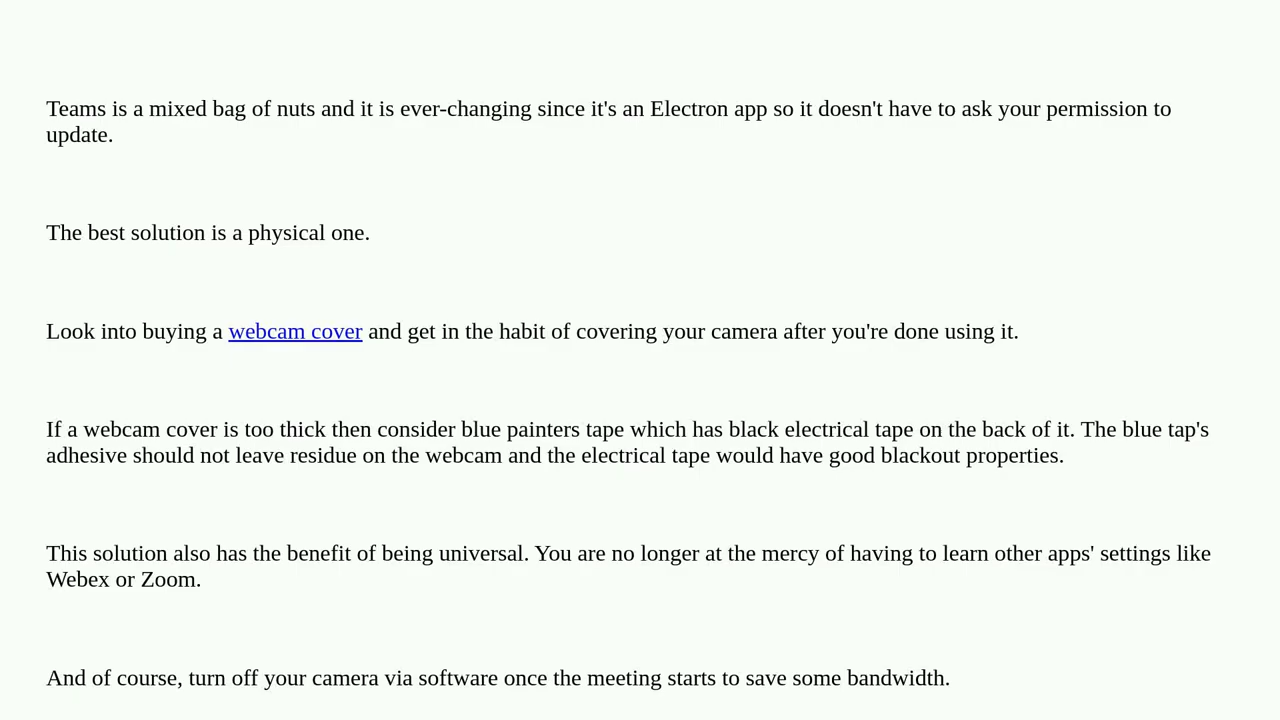 Teams is a mixed bag of nuts and it is ever-changing since it's an Electron app so it doesn't have to ask your permission to
update.
The best solution is a physical one.
Look into buying a webcam cover and get in the habit of covering your camera after you're done using it.
If a webcam cover is too thick then consider blue painters tape which has black electrical tape on the back of it. The blue tap's
adhesive should not leave residue on the webcam and the electrical tape would have good blackout properties.
This solution also has the benefit of being universal. You are no longer at the mercy of having to learn other apps' settings like
Webex or Zoom.
And of course, turn off your camera via software once the meeting starts to save some bandwidth.